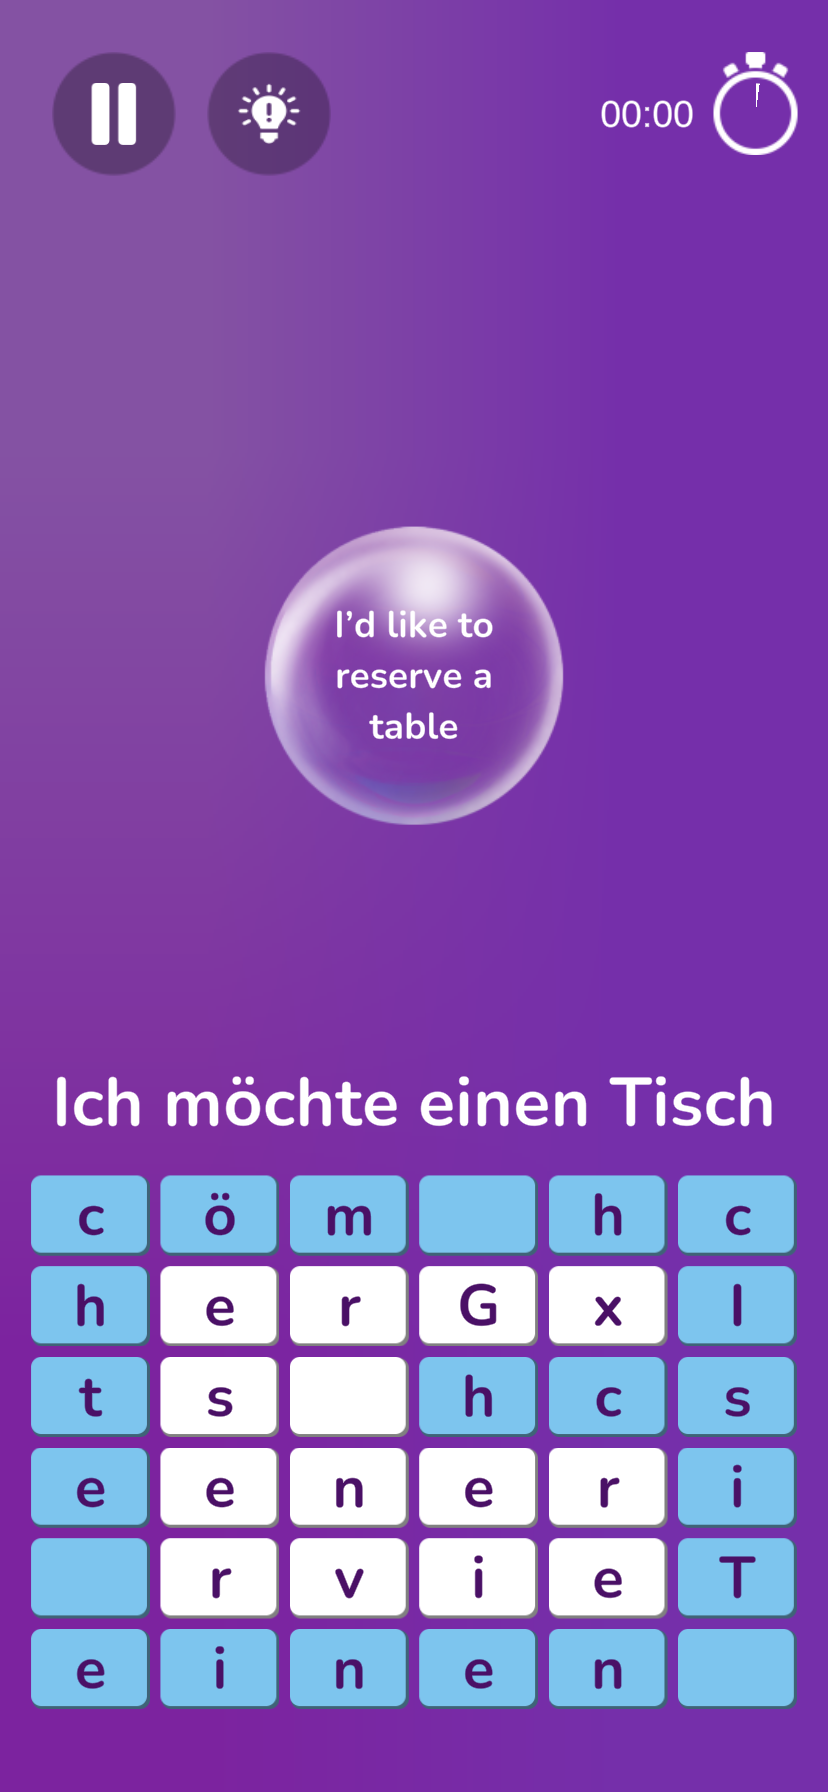 00:00
I’d like to
reserve a
table
Ich möchte einen Tisch
c ö m h c
h e r G x I
t s h c s
e e n e r i
r v i e T
e i n e n